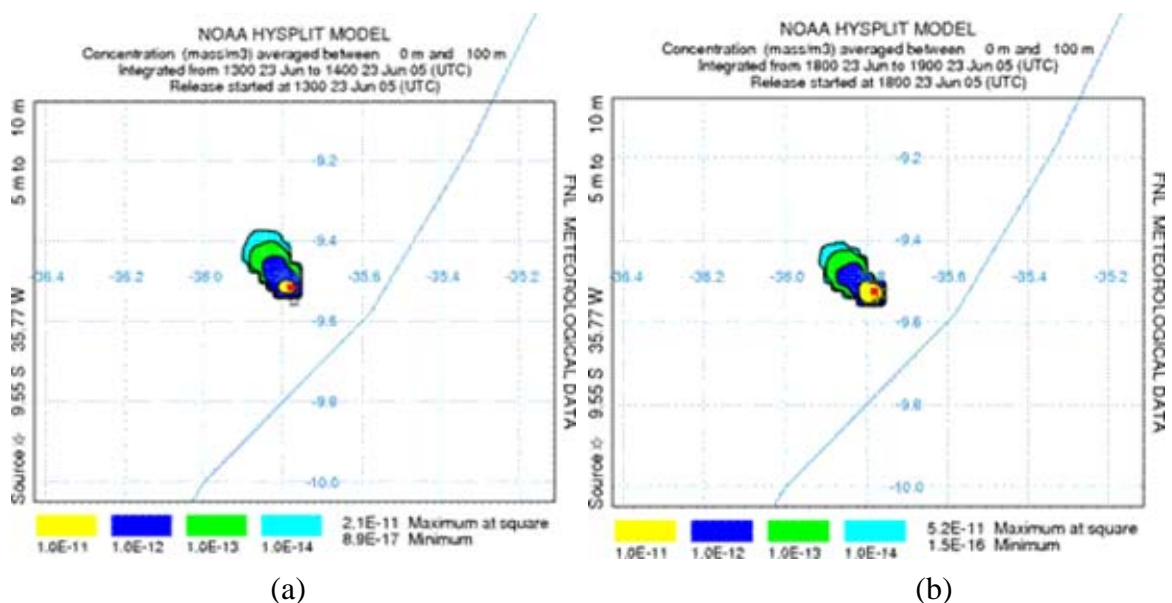 NOAA HYSPLIT MODEL
Concentration (mass/m3) averaged between 0 m and 100 m
Integrated from 1300 23 Jun to 1400 23 Jun 05 (UTC)
Release started at 1300 23 Jun 05 (UTC)
Source ☆ 9.55 S 35.77 W 5 m to 10 m
-9.2
-9.4
-36.4 -36.0 -35.6 -35.2
-9.6
-9.8
-10.0
FNL METEOROLOGICAL DATA
2.1E-11 Maximum at square
8.9E-17 Minimum
1.0E-11 1.0E-12 1.0E-13 1.0E-14
(a)
NOAA HYSPLIT MODEL
Concentration (mass/m3) averaged between 0 m and 100 m
Integrated from 1800 23 Jun to 1900 23 Jun 05 (UTC)
Release started at 1800 23 Jun 05 (UTC)
Source ☆ 9.55 S 35.77 W 5 m to 10 m
-9.2
-9.4
-36.4 -36.0 -35.6 -35.2
-9.6
-9.8
-10.0
FNL METEOROLOGICAL DATA
5.2E-11 Maximum at square
1.5E-16 Minimum
1.0E-11 1.0E-12 1.0E-13 1.0E-14
(b)